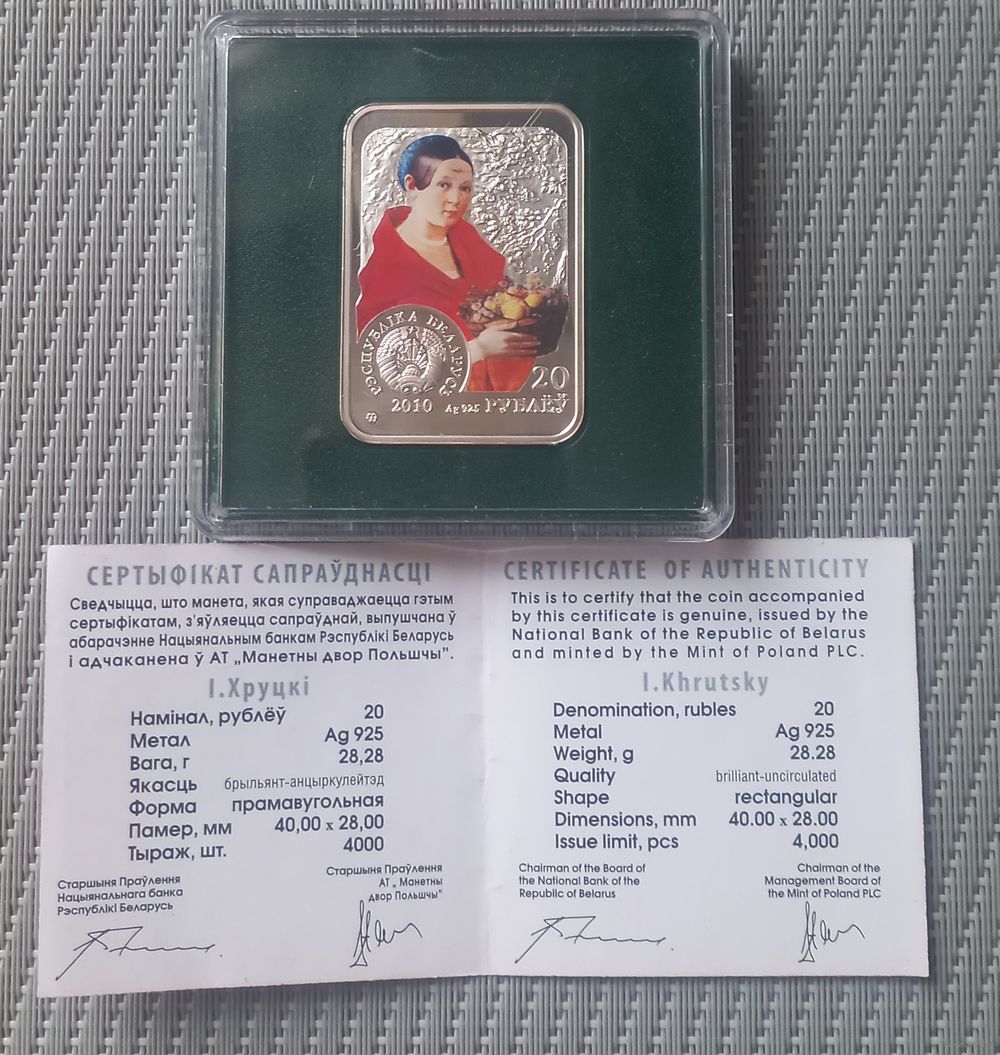 РЭСПУБЛІКА БЕЛАРУСЬ
20
2010 Ag 925 РУБЛЁЎ
СЕРТЫФІКАТ САПРАЎДНАСЦІ
Сведчыцца, што манета, якая суправаджаецца гэтым
сертыфікатам, з'яўляецца сапраўднай, выпушчана ў
абарачэнне Нацыянальным банкам Рэспублікі Беларусь
і адчаканена ў АТ „Манетны двор Польшчы”.
І.Хруцкі
Намінал, рублёў 20
Метал Ag 925
Вага, г 28,28
Якасць брыльянт-анцыркулейтэд
Форма прамавугольная
Памер, мм 40,00 x 28,00
Тыраж, шт. 4000
Старшыня Праўлення
Нацыянальнага банка
Рэспублікі Беларусь
Старшыня Праўлення
АТ „ Манетны
двор Польшчы”
CERTIFICATE OF AUTHENTICITY
This is to certify that the coin accompanied
by this certificate is genuine, issued by the
National Bank of the Republic of Belarus
and minted by the Mint of Poland PLC.
I.Khrutsky
Denomination, rubles 20
Metal Ag 925
Weight, g 28.28
Quality brilliant-uncirculated
Shape rectangular
Dimensions, mm 40.00 x 28.00
Issue limit, pcs 4,000
Chairman of the Board of
the National Bank of the
Republic of Belarus
Chairman of the
Management Board of
the Mint of Poland PLC